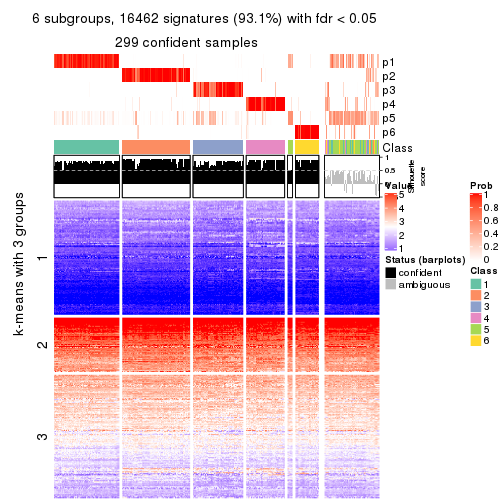 6 subgroups, 16462 signatures (93.1%) with fdr < 0.05
299 confident samples
p1
p2
p3
p4
p5
p6
Class
1
0.5
0
Silhouette
score
k-means with 3 groups
1
2
3
Value
5
4
3
2
1
Status (barplots)
confident
ambiguous
Prob
1
0.8
0.6
0.4
0.2
0
Class
1
2
3
4
5
6